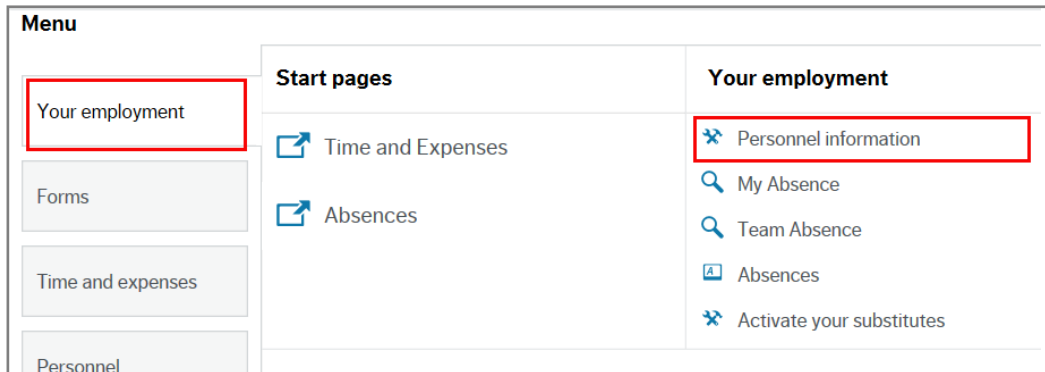 Menu
Your employment
Forms
Time and expenses
Personnel
Start pages
Time and Expenses
Absences
Your employment
Personnel information
My Absence
Team Absence
A
Absences
Activate your substitutes